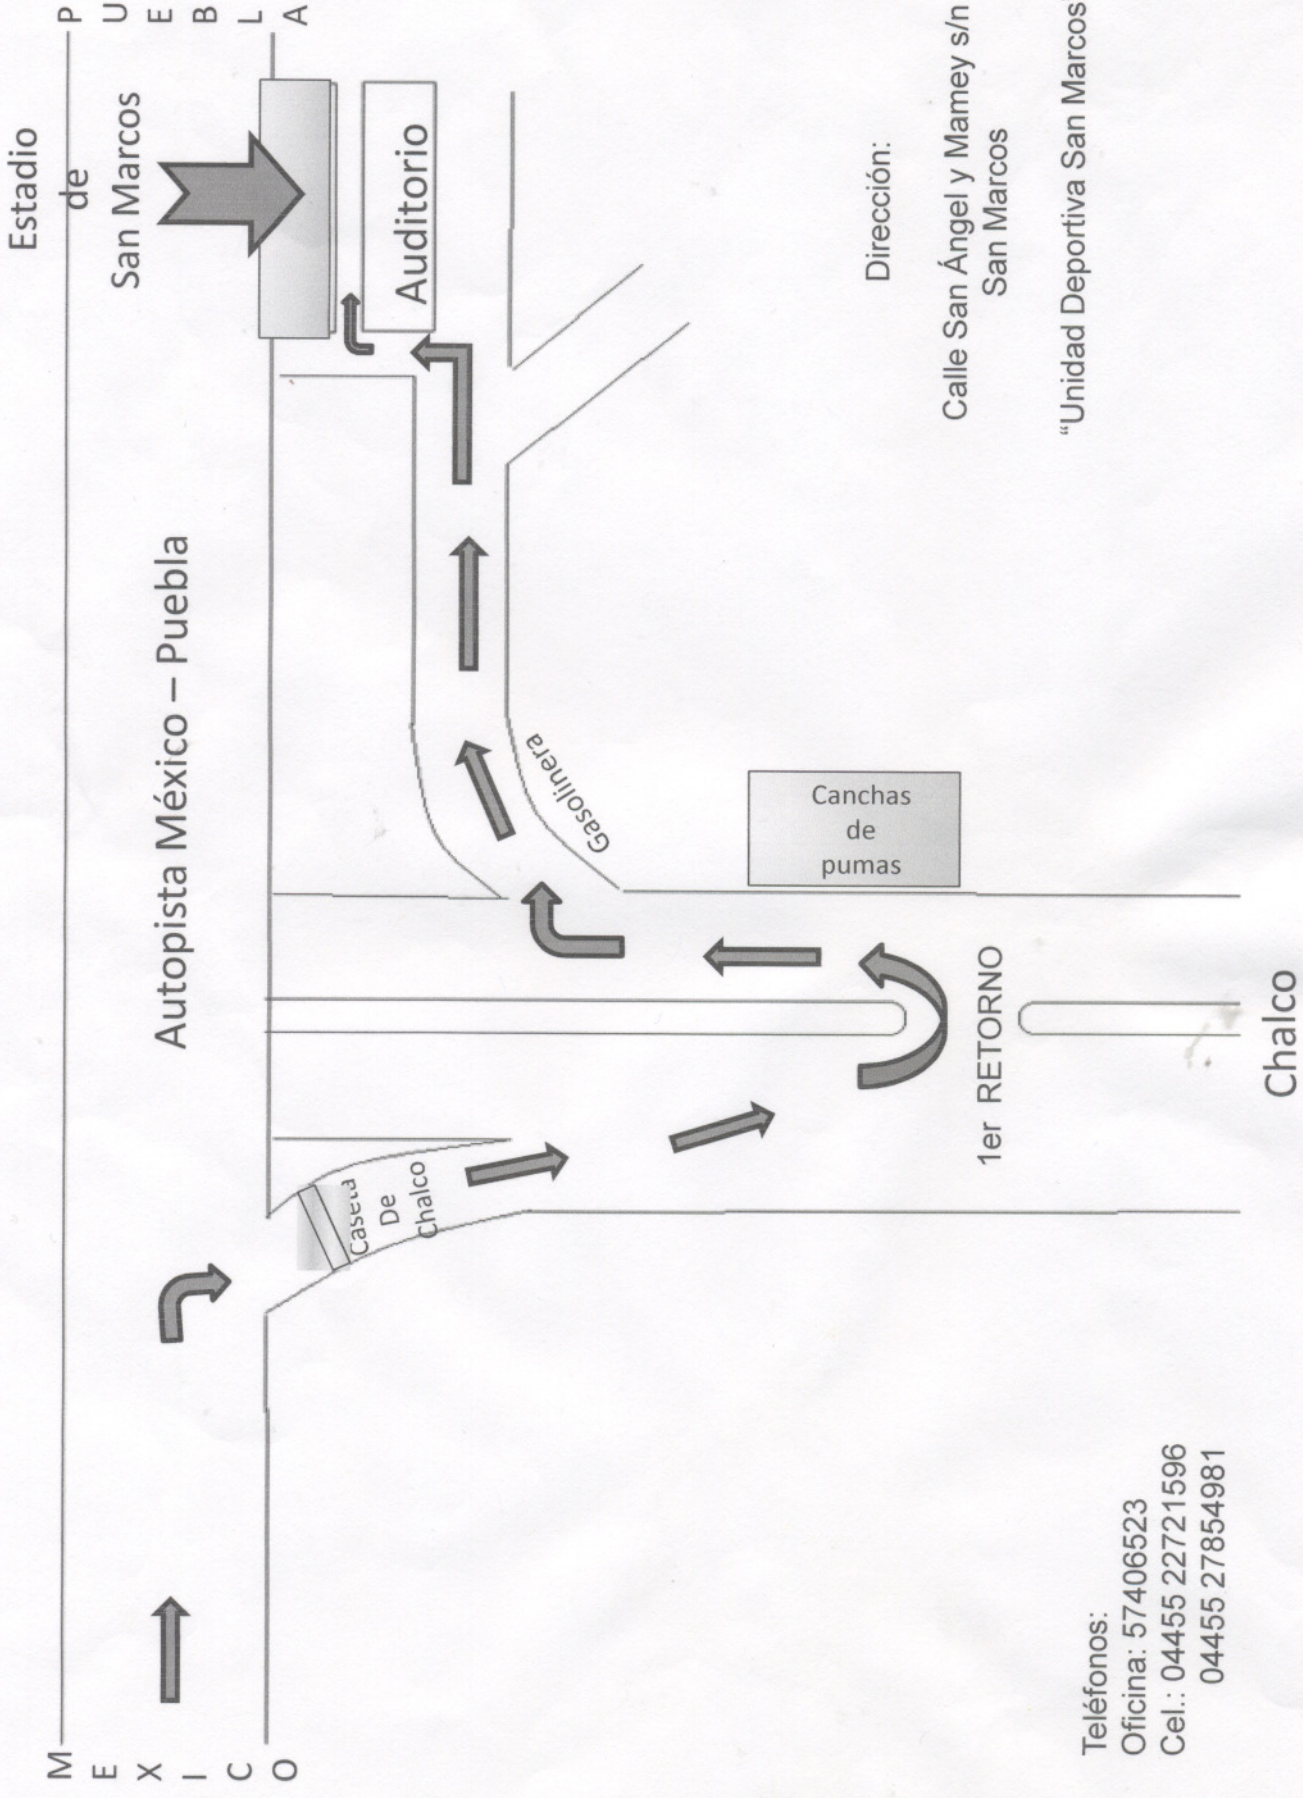 Estadio
de
San Marcos
M
E
X
I
C
O
P
U
E
B
L
A
Autopista México – Puebla
Auditorio
Caseta
De
Chalco
Gasolinera
Canchas
de
pumas
1er RETORNO
Chalco
Dirección:
Calle San Ángel y Mamey s/n
San Marcos
“Unidad Deportiva San Marcos”
Teléfonos:
Oficina: 57406523
Cel.: 04455 22721596
04455 27854981